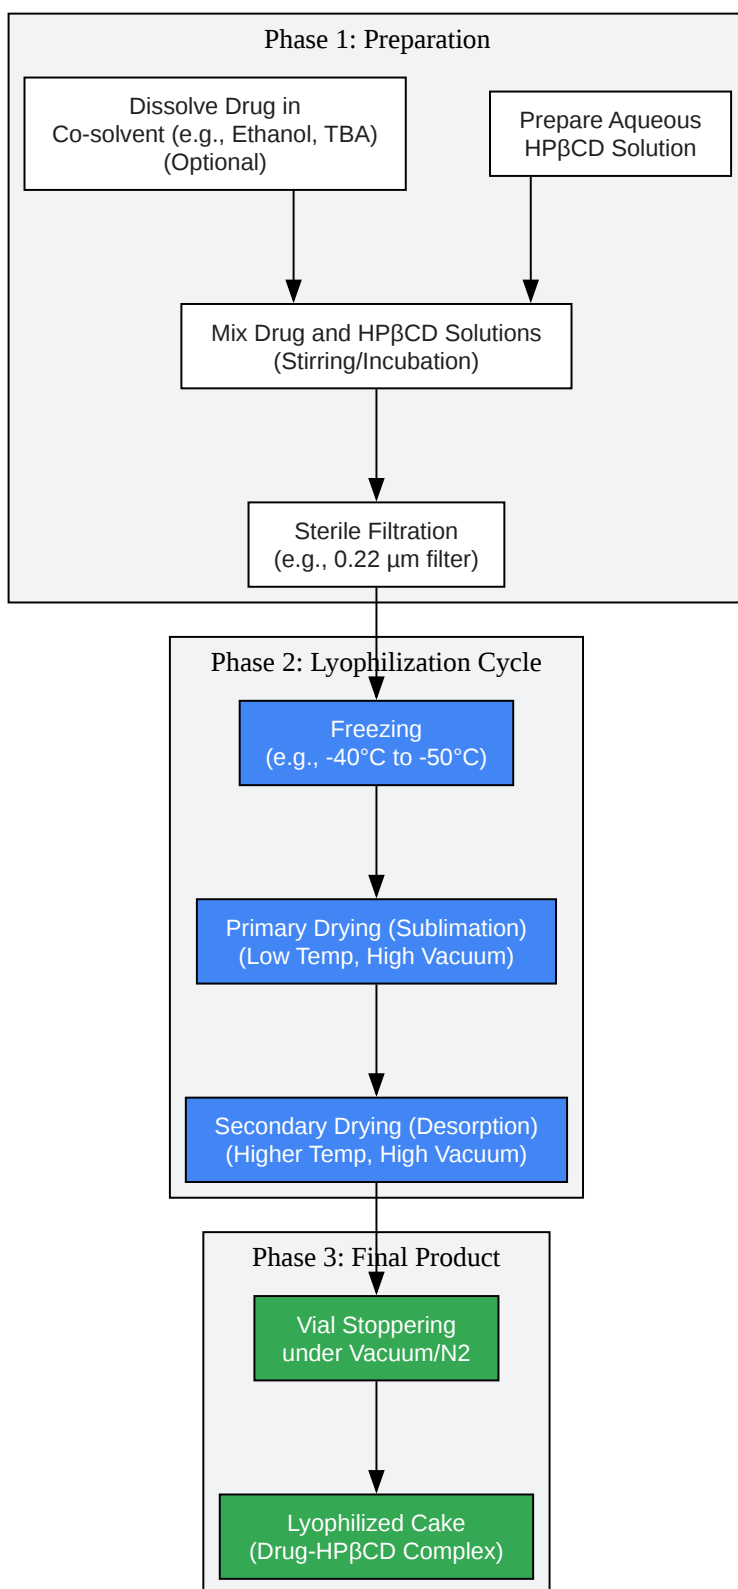 Phase 1: Preparation
Dissolve Drug in
Co-solvent (e.g., Ethanol, TBA)
(Optional)
Prepare Aqueous
HPβCD Solution
Mix Drug and HPβCD Solutions
(Stirring/Incubation)
Sterile Filtration
(e.g., 0.22 µm filter)
Phase 2: Lyophilization Cycle
Freezing
(e.g., -40°C to -50°C)
Primary Drying (Sublimation)
(Low Temp, High Vacuum)
Secondary Drying (Desorption)
(Higher Temp, High Vacuum)
Phase 3: Final Product
Vial Stoppering
under Vacuum/N2
Lyophilized Cake
(Drug-HPβCD Complex)